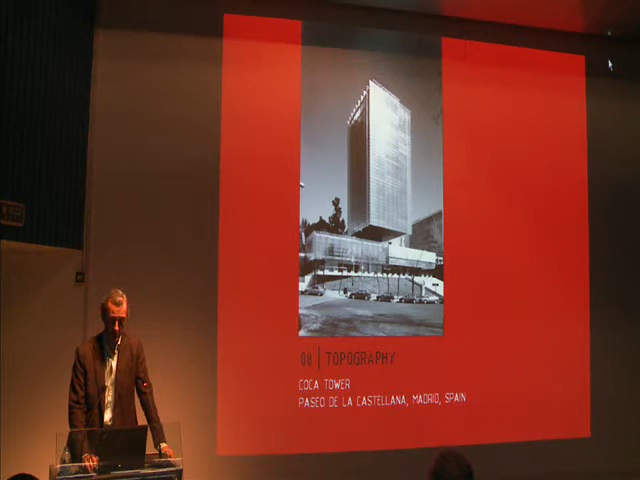 08 | TOPOGRAPHY
COCA TOWER
PASEO DE LA CASTELLANA, MADRID, SPAIN